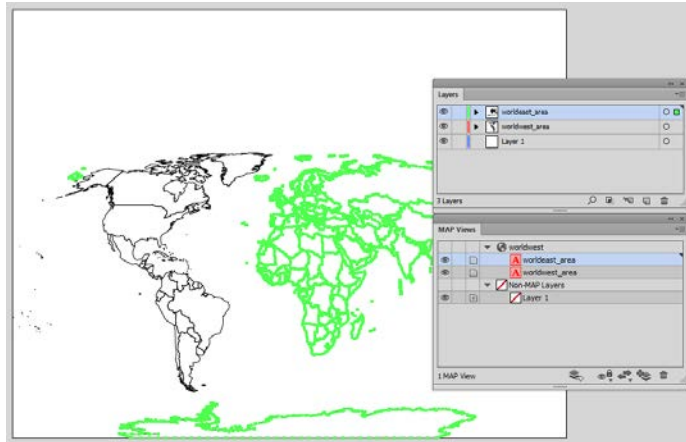 Layers
worldeast_area
worldwest_area
Layer 1
3 Layers
MAP Views
worldwest
worldeast_area
worldwest_area
Non-MAP Layers
Layer 1
1 MAP View